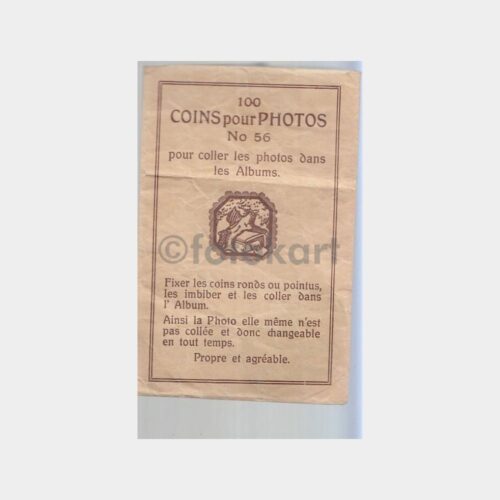 100
COINS pour PHOTOS
No 56
pour coller les photos dans
les Albums.
©fotokart
Fixer les coins ronds ou pointus,
les imbiber et les coller dans
l' Album.
Ainsi la Photo elle même n'est
pas collée et donc changeable
en tout temps.
Propre et agréable.